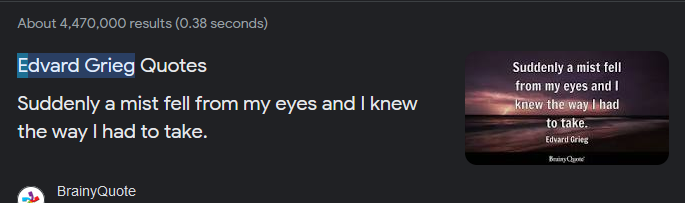 About 4,470,000 results (0.38 seconds)
Edvard Grieg Quotes
Suddenly a mist fell from my eyes and I knew
the way I had to take.
Suddenly a mist fell
from my eyes and I
knew the way I had
to take.
Edvard Grieg
BrainyQuote
BrainyQuote